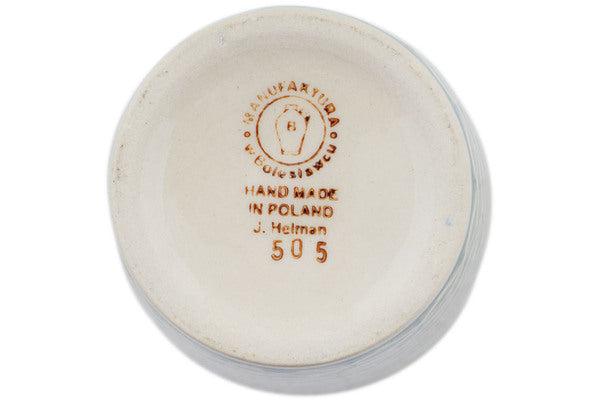 MANUFAKTURA
B
w Bolesławcu
HAND MADE
IN POLAND
J. Helman
505